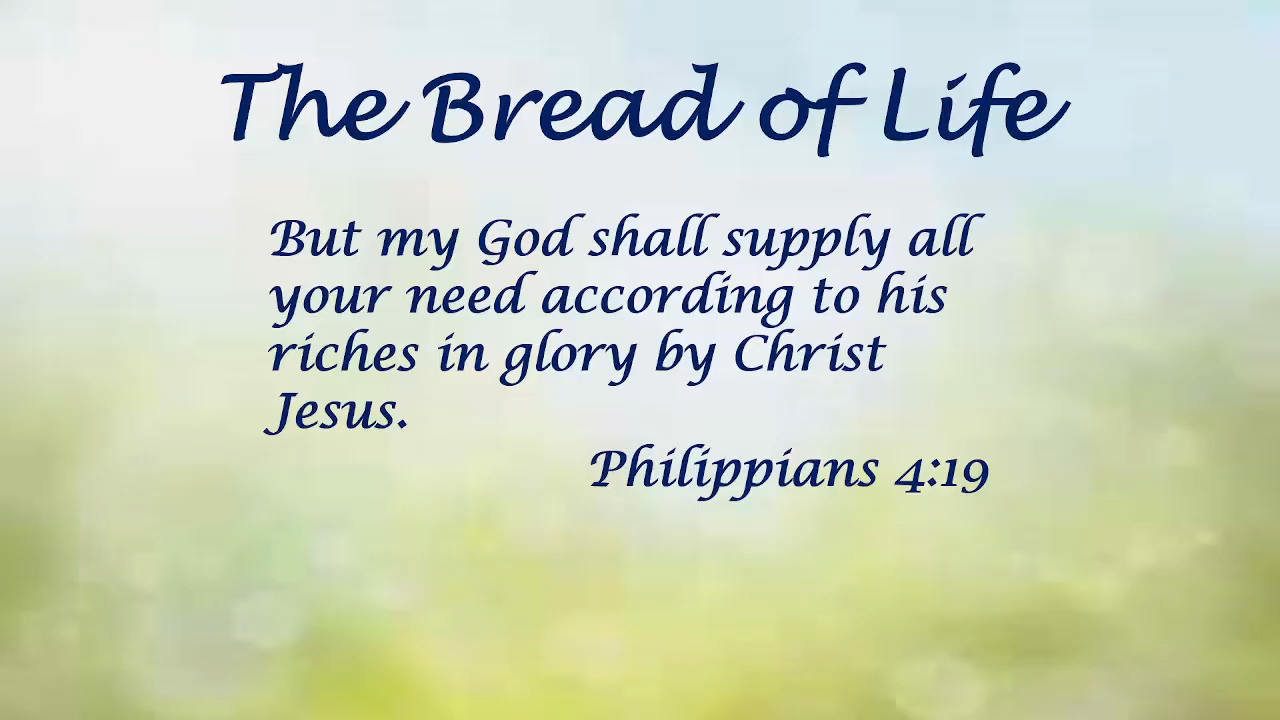 The Bread of Life
But my God shall supply all
your need according to his
riches in glory by Christ
Jesus.
Philippians 4:19